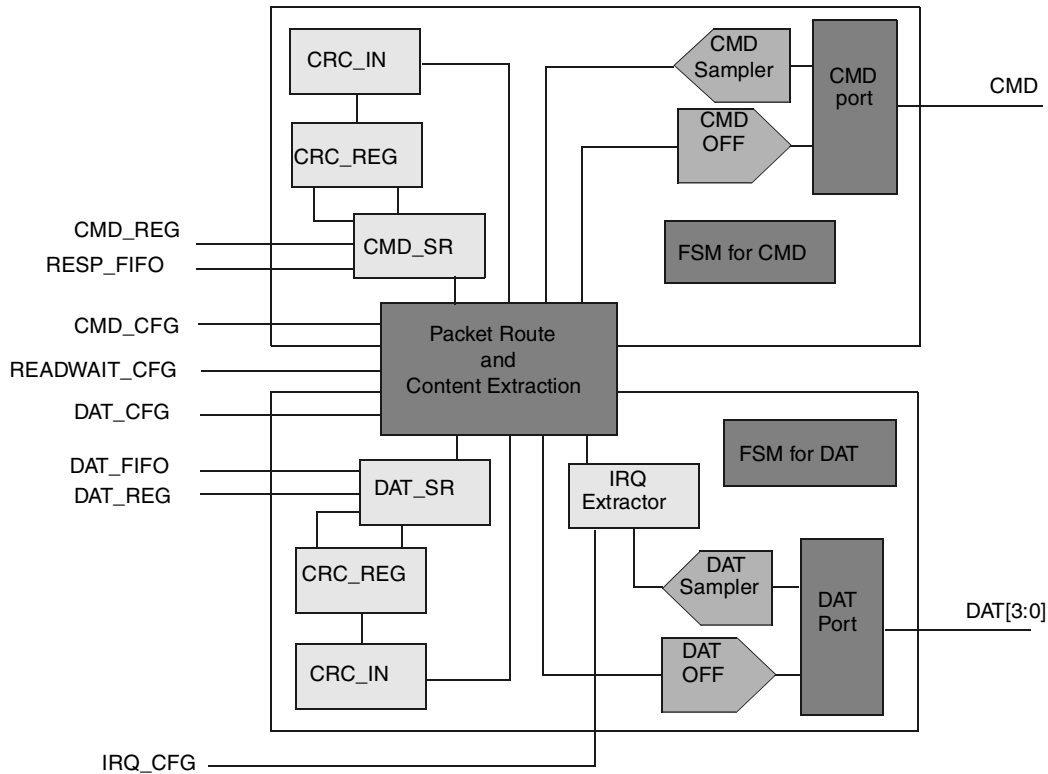 CRC_IN
CMD
Sampler
CMD
port
CMD
CRC_REG
CMD
OFF
CMD_REG
CMD_SR
RESP_FIFO
FSM for CMD
CMD_CFG
Packet Route
and
Content Extraction
READWAIT_CFG
DAT_CFG
FSM for DAT
DAT_FIFO
DAT_SR
IRQ
Extractor
DAT_REG
CRC_REG
DAT
Sampler
DAT
Port
DAT[3:0]
CRC_IN
DAT
OFF
IRQ_CFG